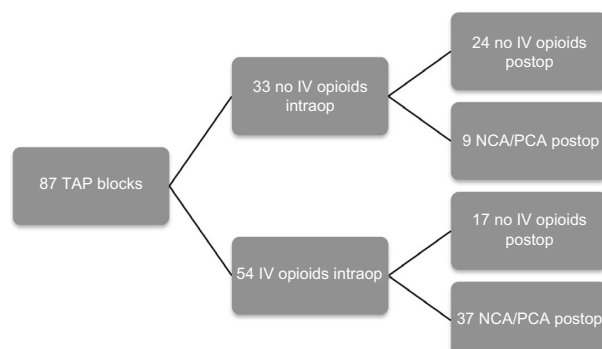 87 TAP blocks
33 no IV opioids
intraop
54 IV opioids intraop
24 no IV opioids
postop
9 NCA/PCA postop
17 no IV opioids
postop
37 NCA/PCA postop